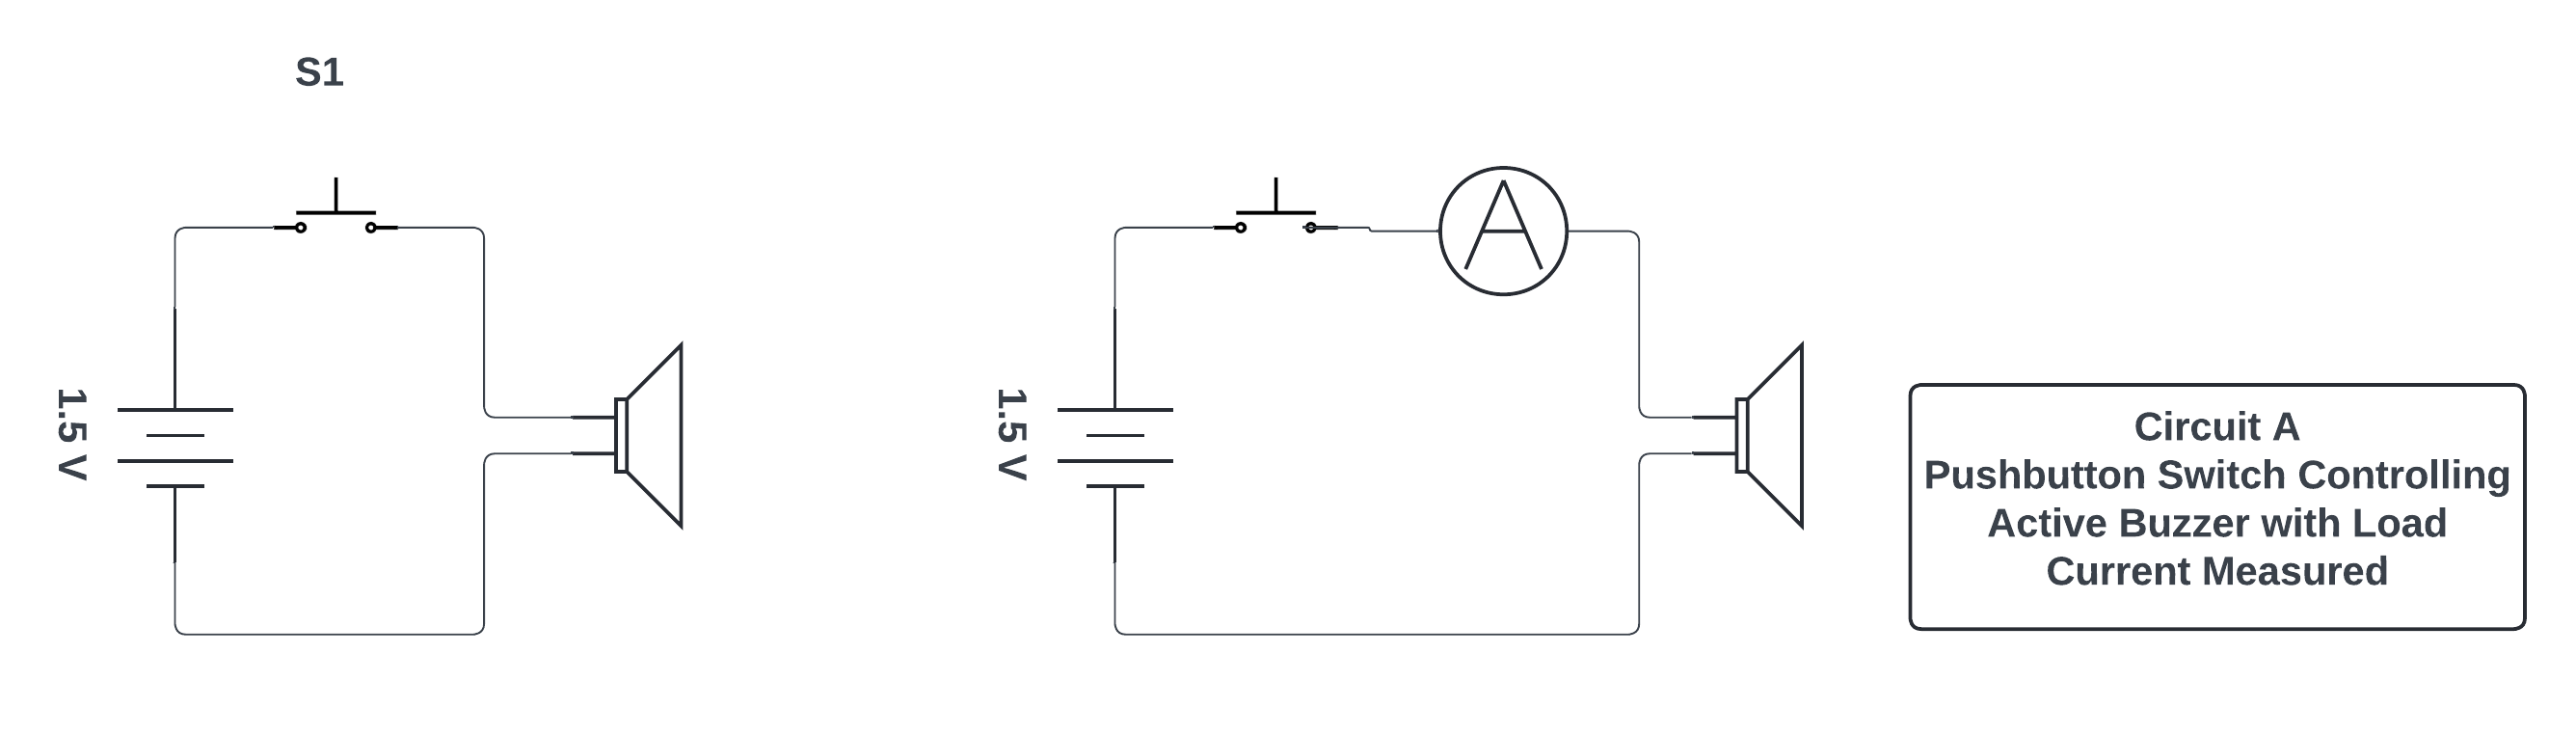 S1
1.5 V
A
1.5 V
Circuit A
Pushbutton Switch Controlling
Active Buzzer with Load
Current Measured